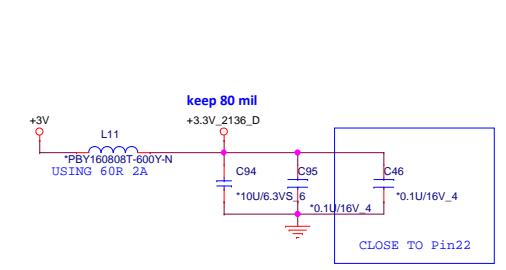 keep 80 mil
+3V
+3.3V_2136_D
L11
*PBY160808T-600Y-N
USING 60R 2A
C94
C95
C46
*10U/6.3VS_6
*0.1U/16V_4
*0.1U/16V_4
CLOSE TO Pin22